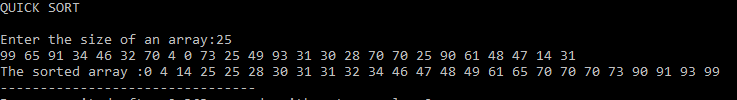 QUICK SORT
Enter the size of an array:25
99 65 91 34 46 32 70 4 0 73 25 49 93 31 30 28 70 70 25 90 61 48 47 14 31
The sorted array :0 4 14 25 25 28 30 31 31 32 34 46 47 48 49 61 65 70 70 70 73 90 91 93 99
--------------------------------